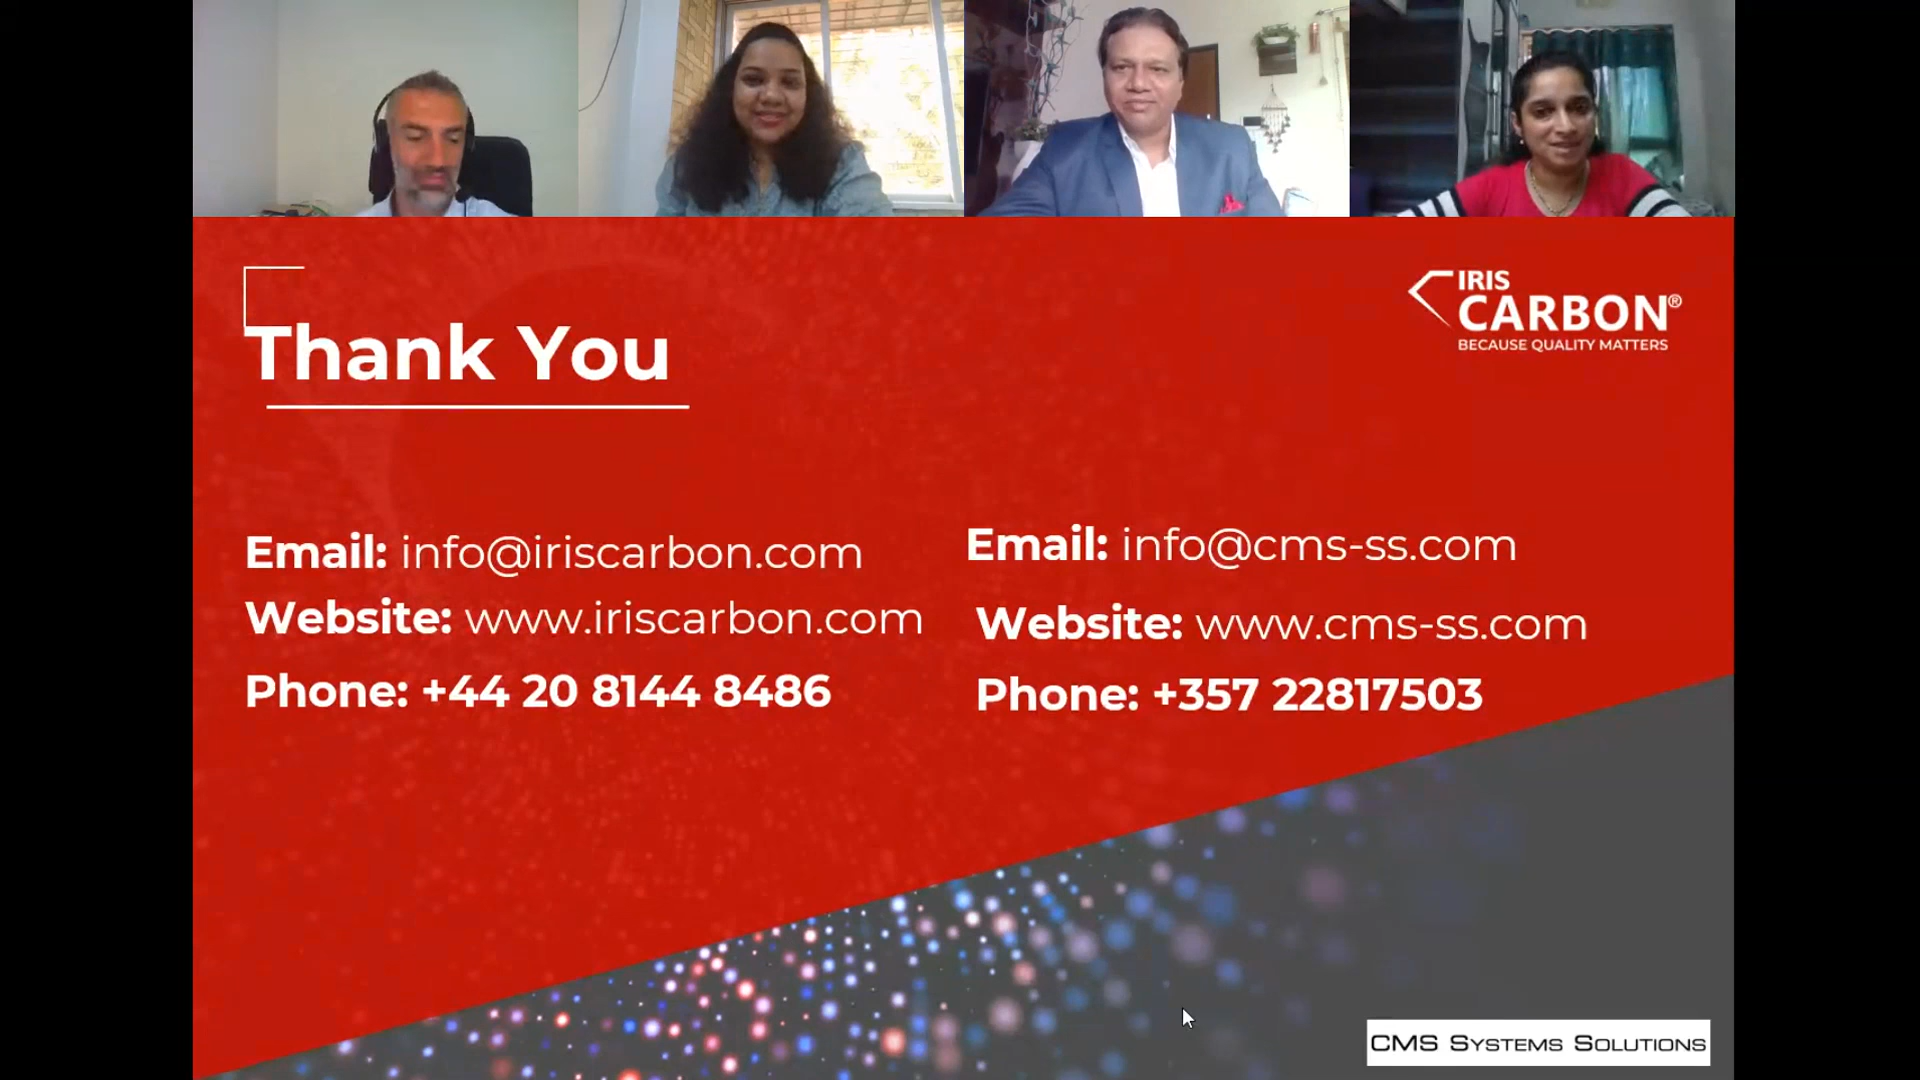 Thank You
IRIS
CARBON®
BECAUSE QUALITY MATTERS
Email: info@iriscarbon.com
Website: www.iriscarbon.com
Phone: +44 20 8144 8486
Email: info@cms-ss.com
Website: www.cms-ss.com
Phone: +357 22817503
CMS SYSTEMS SOLUTIONS